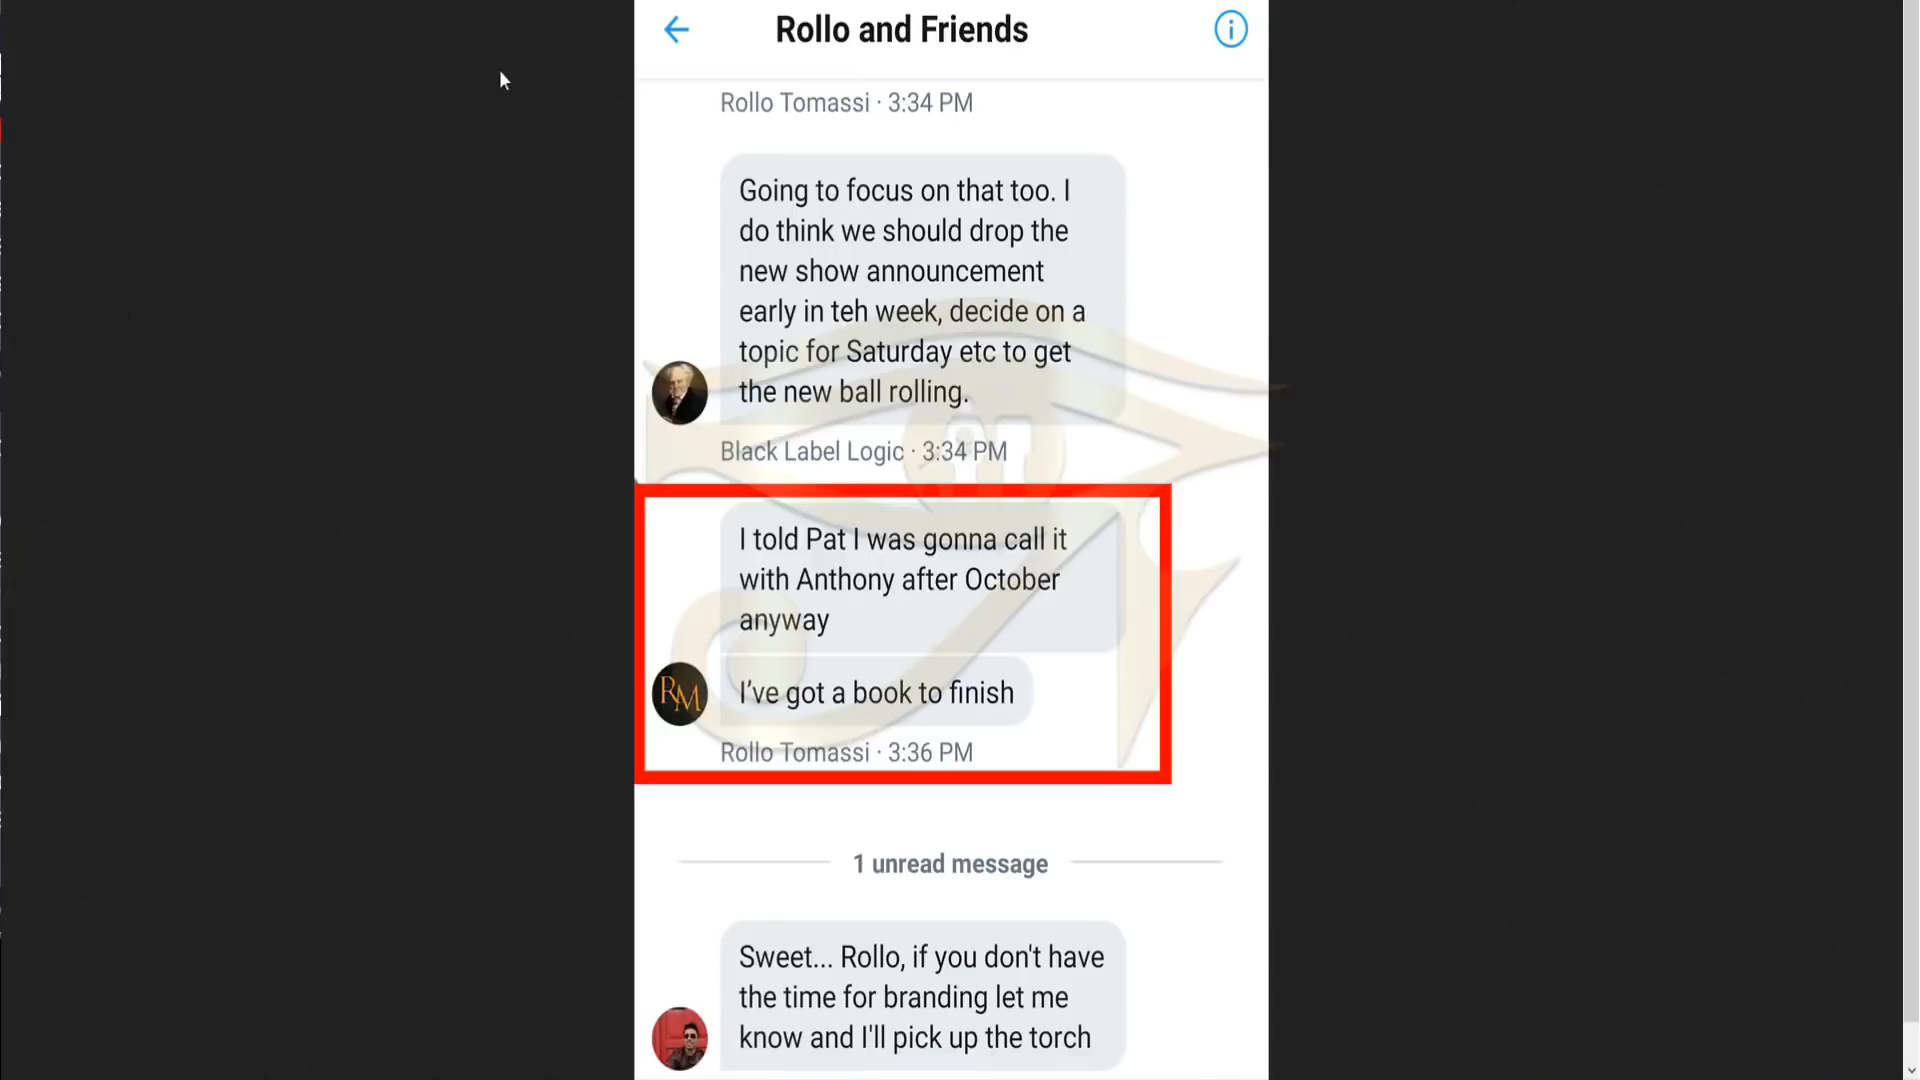 Rollo and Friends
Rollo Tomassi · 3:34 PM
Going to focus on that too. I
do think we should drop the
new show announcement
early in teh week, decide on a
topic for Saturday etc to get
the new ball rolling.
Black Label Logic · 3:34 PM
I told Pat I was gonna call it
with Anthony after October
anyway
RM
I've got a book to finish
Rollo Tomassi · 3:36 PM
1 unread message
Sweet... Rollo, if you don't have
the time for branding let me
know and I'll pick up the torch